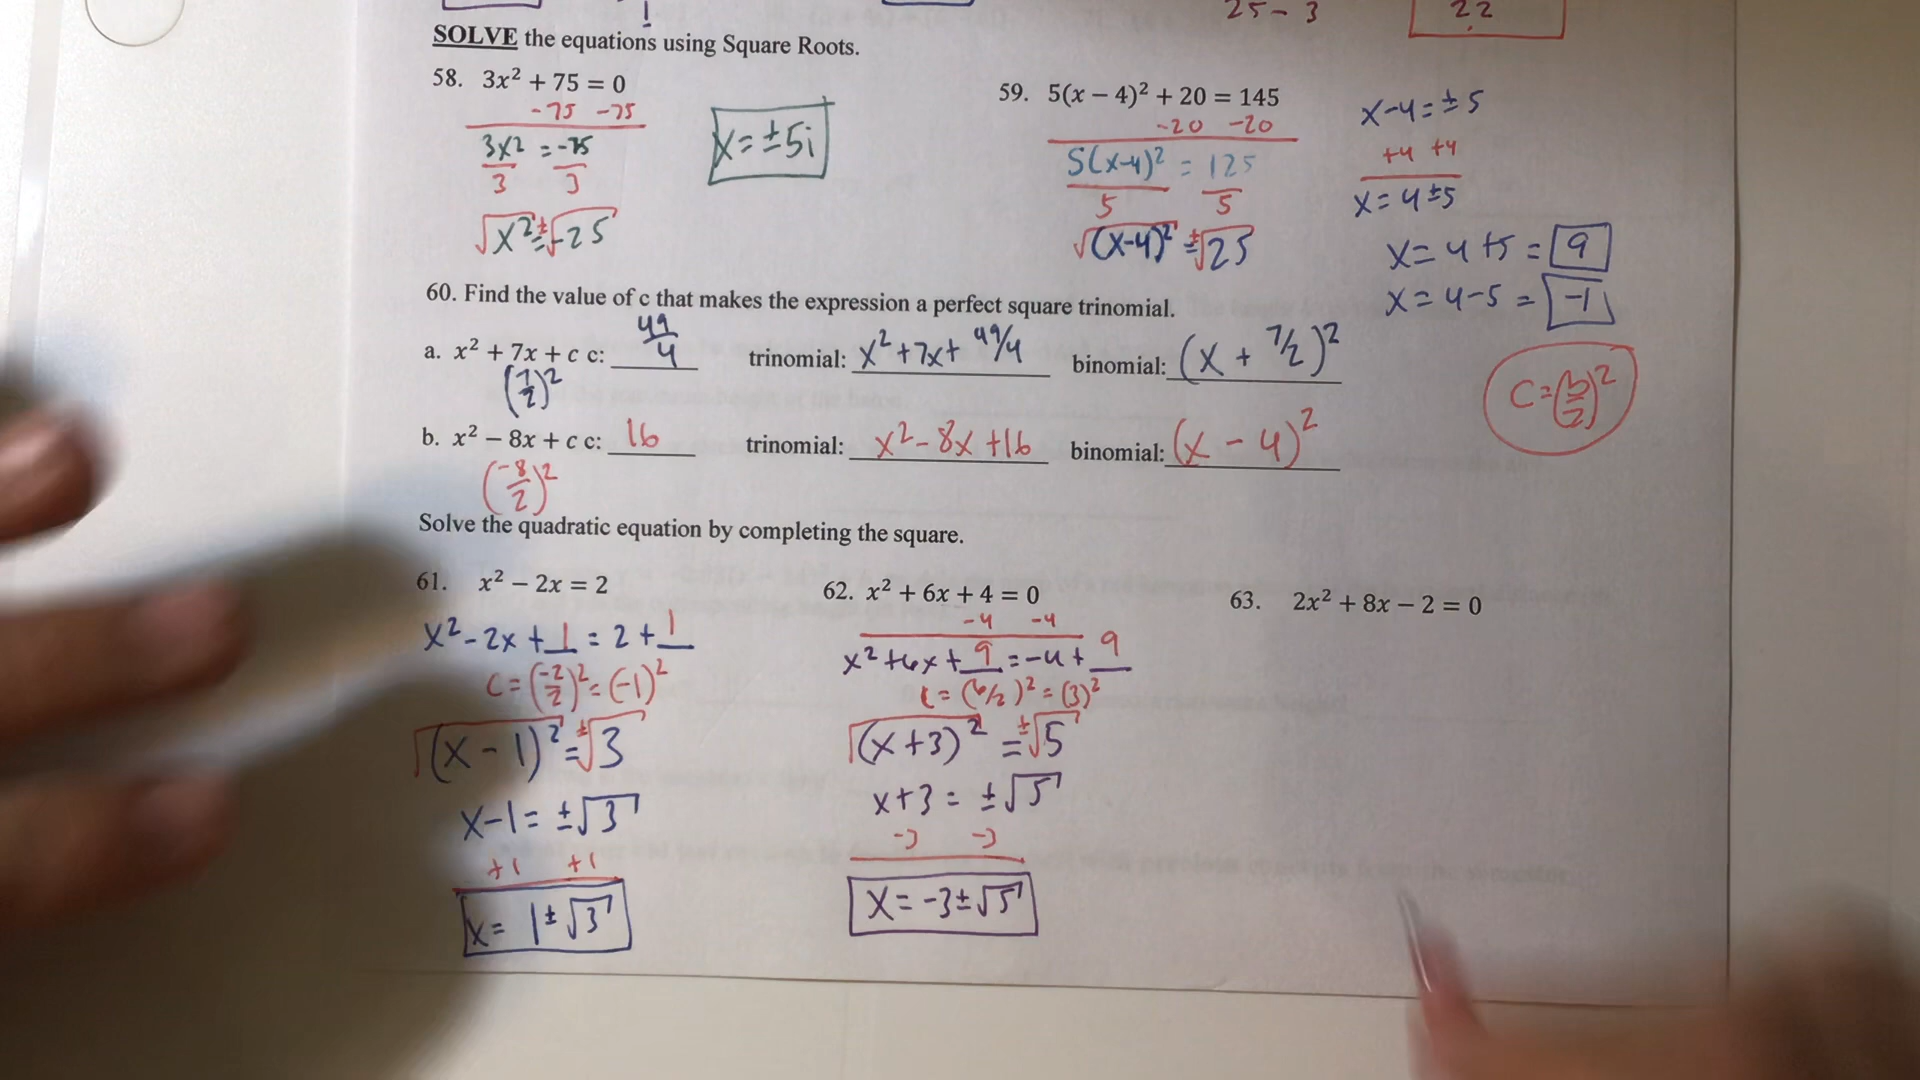 25 - 3
22
SOLVE the equations using Square Roots.
58. 3x² + 75 = 0
-75 -75
3x² = -75
3 3
√x² = ±√-25
x = ±5i
59. 5(x – 4)² + 20 = 145
-20 -20
5(x-4)² = 125
5 5
√(x-4)² = ±√25
x-4 = ±5
+4 +4
x = 4 ±5
x = 4 +5 = 9
x = 4-5 = -1
60. Find the value of c that makes the expression a perfect square trinomial.
a. x² + 7x + c c: 49/4 trinomial: x² + 7x + 49/4 binomial: (x + 7/2)²
(7/2)²
C = (b/2)²
b. x² – 8x + c c: 16 trinomial: x² - 8x + 16 binomial: (x - 4)²
(-8/2)²
Solve the quadratic equation by completing the square.
61. x² – 2x = 2
x² - 2x + 1 = 2 + 1
C = (-2/2)² = (-1)²
√(x - 1)² = ±√3
x-1 = ±√3
+1 +1
x = 1 ± √3
62. x² + 6x + 4 = 0
-4 -4
x² + 6x + 9 = -4 + 9
C = (6/2)² = (3)²
√(x+3)² = ±√5
x+3 = ±√5
-3 -3
x = -3 ± √5
63. 2x² + 8x – 2 = 0